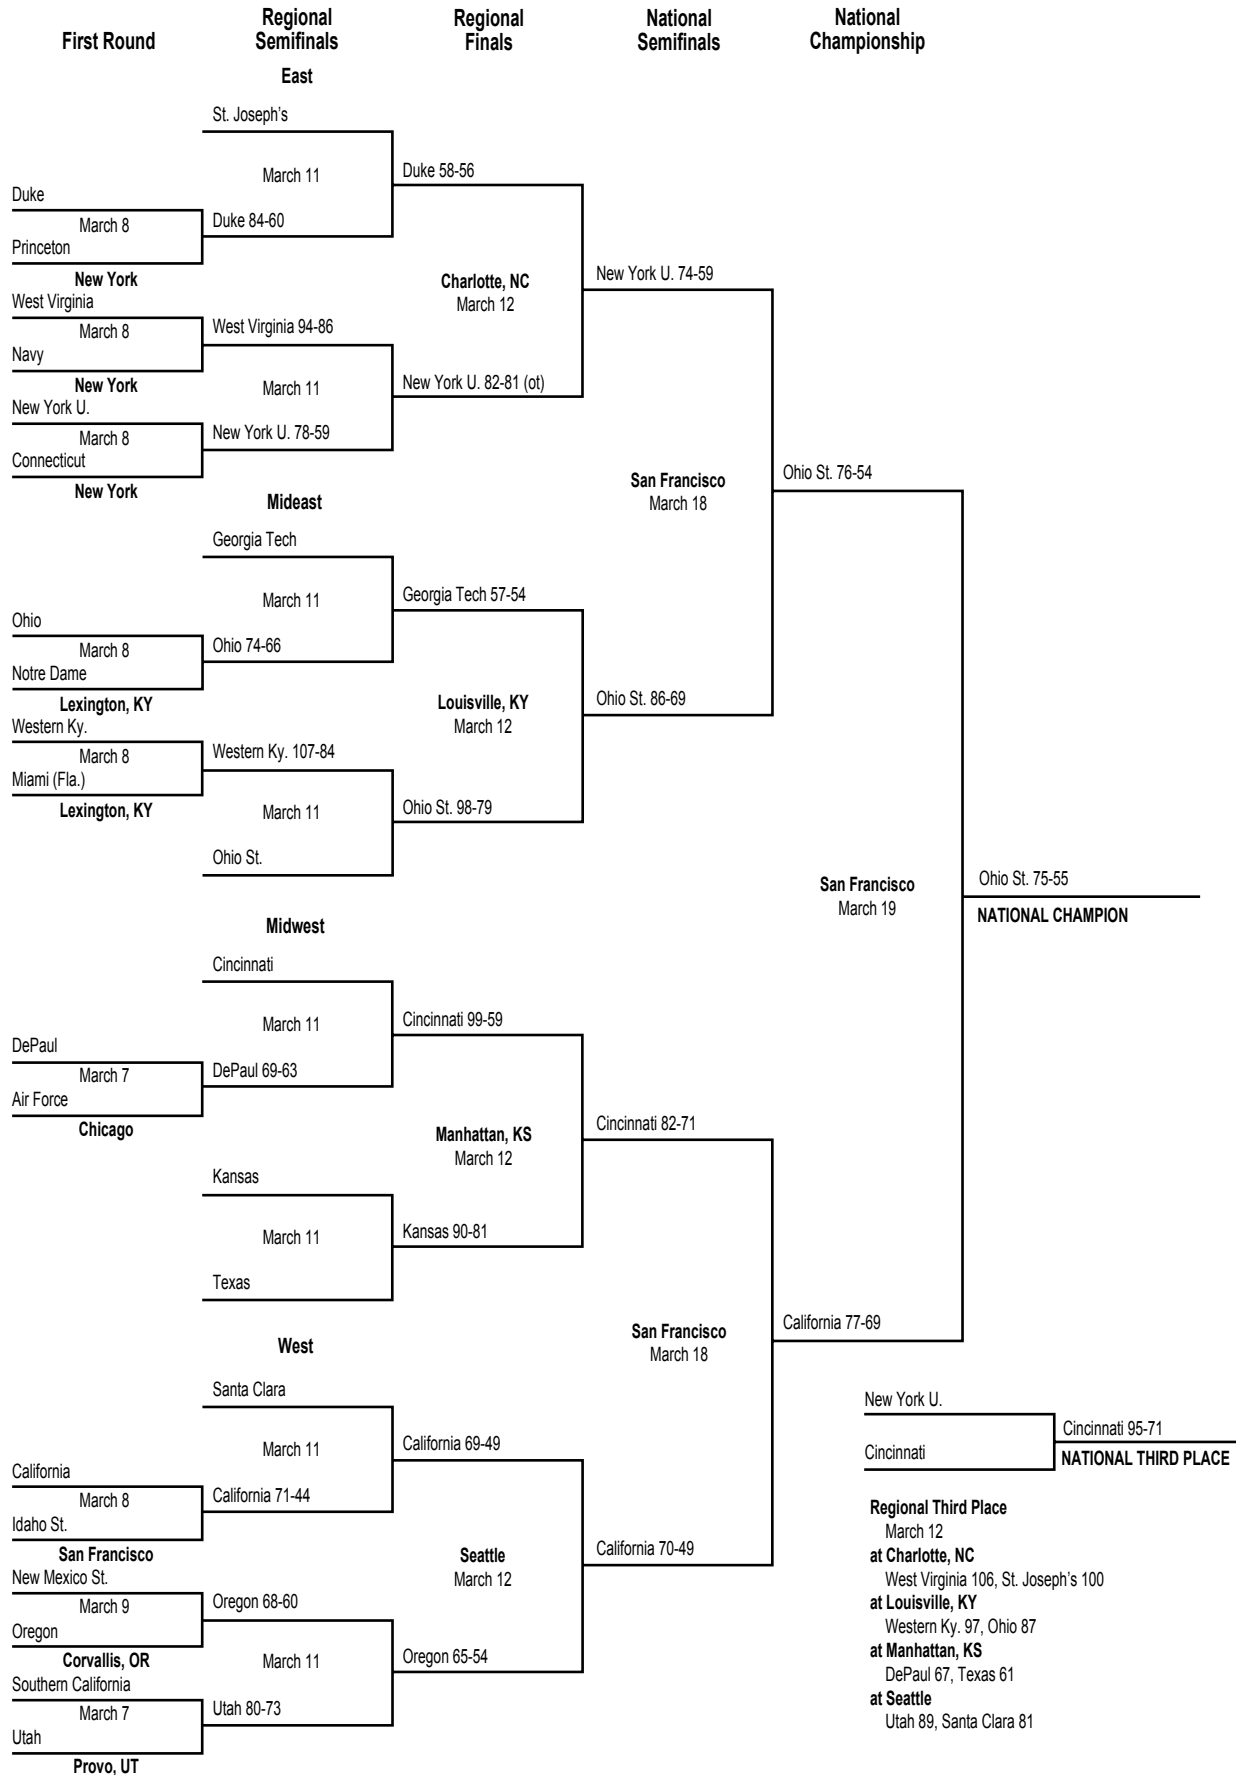 First Round
Regional
Semifinals
Regional
Finals
National
Semifinals
National
Championship
East
St. Joseph's
March 11
Duke 58-56
Duke
March 8
Duke 84-60
Princeton
New York
West Virginia
March 8
West Virginia 94-86
Navy
New York
March 11
New York U. 82-81 (ot)
New York U.
March 8
New York U. 78-59
Connecticut
New York
Charlotte, NC
March 12
New York U. 74-59
San Francisco
March 18
Ohio St. 76-54
Mideast
Georgia Tech
March 11
Georgia Tech 57-54
Ohio
March 8
Ohio 74-66
Notre Dame
Lexington, KY
Western Ky.
March 8
Western Ky. 107-84
Miami (Fla.)
Lexington, KY
March 11
Ohio St. 98-79
Ohio St.
Louisville, KY
March 12
Ohio St. 86-69
San Francisco
March 19
Ohio St. 75-55
NATIONAL CHAMPION
Midwest
Cincinnati
March 11
Cincinnati 99-59
DePaul
March 7
DePaul 69-63
Air Force
Chicago
Manhattan, KS
March 12
Cincinnati 82-71
Kansas
March 11
Kansas 90-81
Texas
San Francisco
March 18
California 77-69
West
Santa Clara
March 11
California 69-49
California
March 8
California 71-44
Idaho St.
San Francisco
New Mexico St.
March 9
Oregon 68-60
Oregon
Corvallis, OR
March 11
Oregon 65-54
Southern California
March 7
Utah 80-73
Utah
Provo, UT
Seattle
March 12
California 70-49
New York U.
Cincinnati 95-71
Cincinnati
NATIONAL THIRD PLACE
Regional Third Place
March 12
at Charlotte, NC
West Virginia 106, St. Joseph's 100
at Louisville, KY
Western Ky. 97, Ohio 87
at Manhattan, KS
DePaul 67, Texas 61
at Seattle
Utah 89, Santa Clara 81